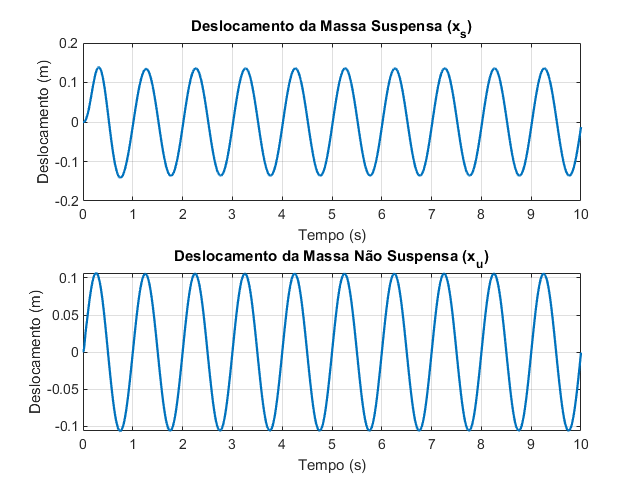 Deslocamento da Massa Suspensa (x_s)
0.2
0.1
0
-0.1
-0.2
Deslocamento (m)
0 1 2 3 4 5 6 7 8 9 10
Tempo (s)
Deslocamento da Massa Não Suspensa (x_u)
0.1
0.05
0
-0.05
-0.1
Deslocamento (m)
0 1 2 3 4 5 6 7 8 9 10
Tempo (s)